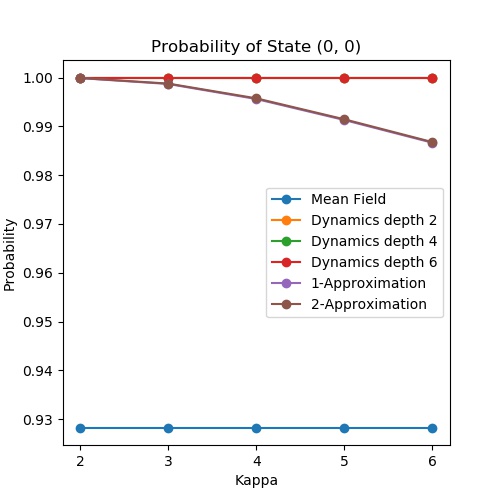 Probability of State (0, 0)
Probability
1.00
0.99
0.98
0.97
0.96
0.95
0.94
0.93
Mean Field
Dynamics depth 2
Dynamics depth 4
Dynamics depth 6
1-Approximation
2-Approximation
2 3 4 5 6
Kappa